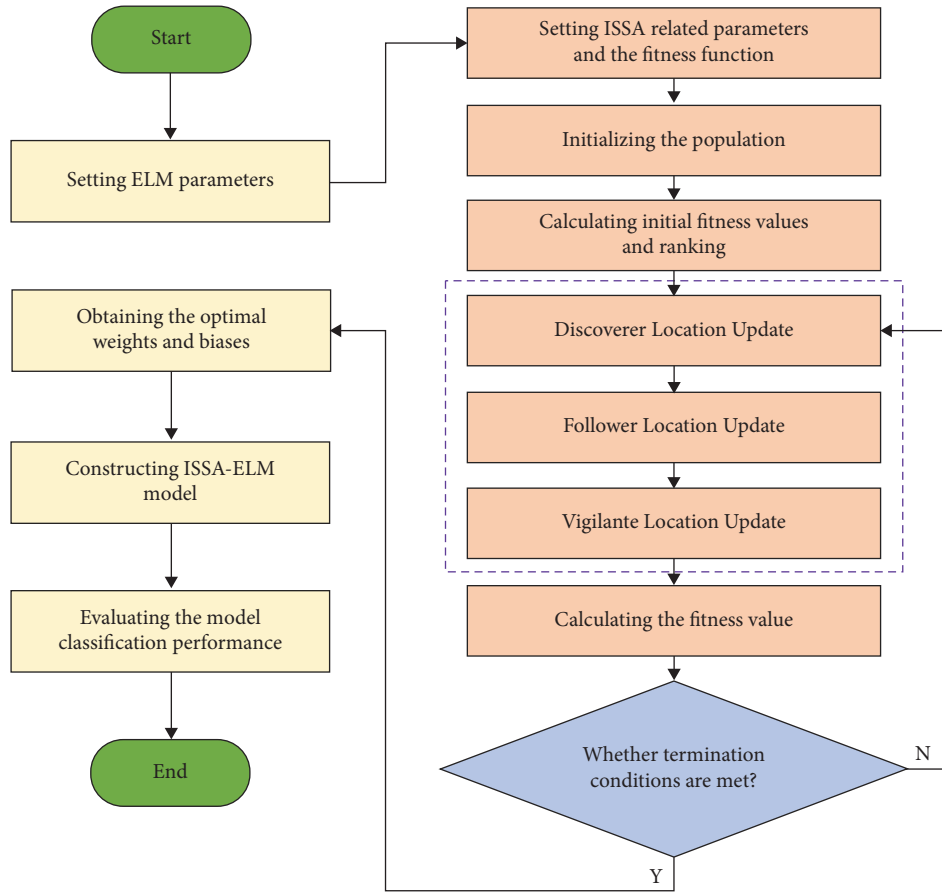 Start
Setting ELM parameters
Setting ISSA related parameters
and the fitness function
Initializing the population
Calculating initial fitness values
and ranking
Discoverer Location Update
Follower Location Update
Vigilante Location Update
Calculating the fitness value
Whether termination
conditions are met?
N
Y
Obtaining the optimal
weights and biases
Constructing ISSA-ELM
model
Evaluating the model
classification performance
End